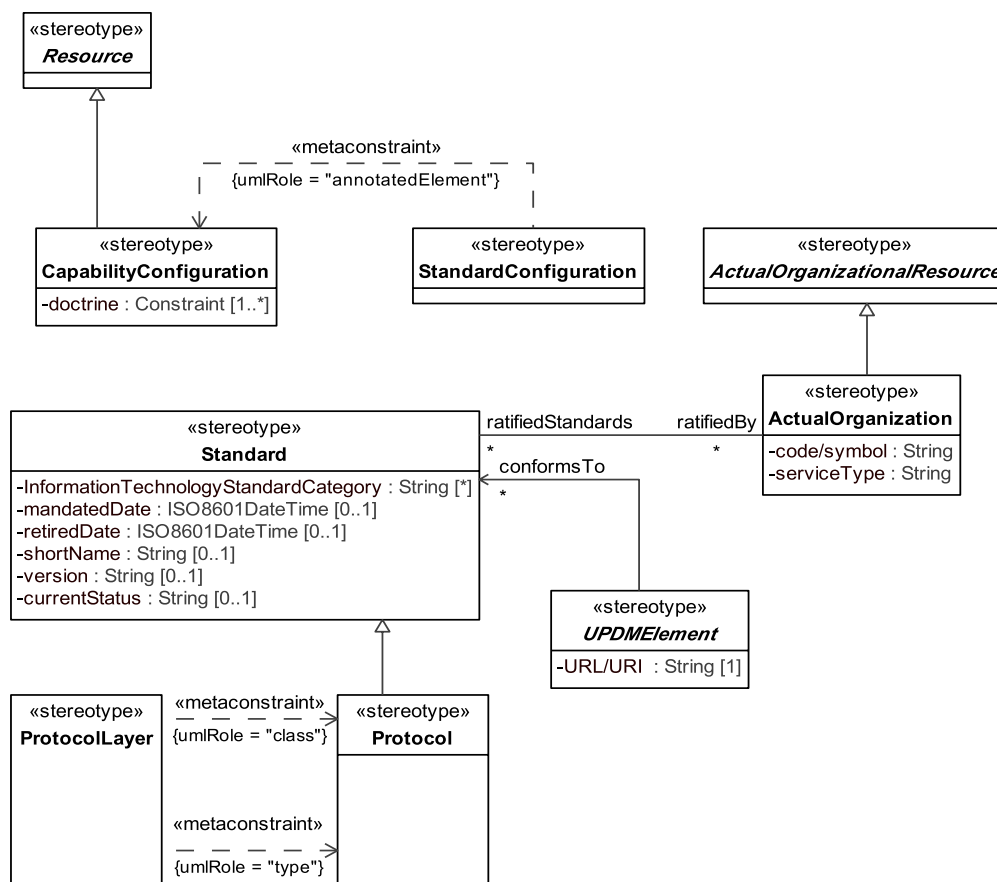 «stereotype»
Resource
«metaconstraint»
{umlRole = "annotatedElement"}
«stereotype»
CapabilityConfiguration
-doctrine : Constraint [1..*]
«stereotype»
StandardConfiguration
«stereotype»
ActualOrganizationalResource
«stereotype»
ActualOrganization
-code/symbol : String
-serviceType : String
«stereotype»
Standard
-InformationTechnologyStandardCategory : String [*]
-mandatedDate : ISO8601DateTime [0..1]
-retiredDate : ISO8601DateTime [0..1]
-shortName : String [0..1]
-version : String [0..1]
-currentStatus : String [0..1]
ratifiedStandards
*
ratifiedBy
*
conformsTo
*
«stereotype»
UPDMElement
-URL/URI : String [1]
«stereotype»
ProtocolLayer
«metaconstraint»
{umlRole = "class"}
«stereotype»
Protocol
«metaconstraint»
{umlRole = "type"}